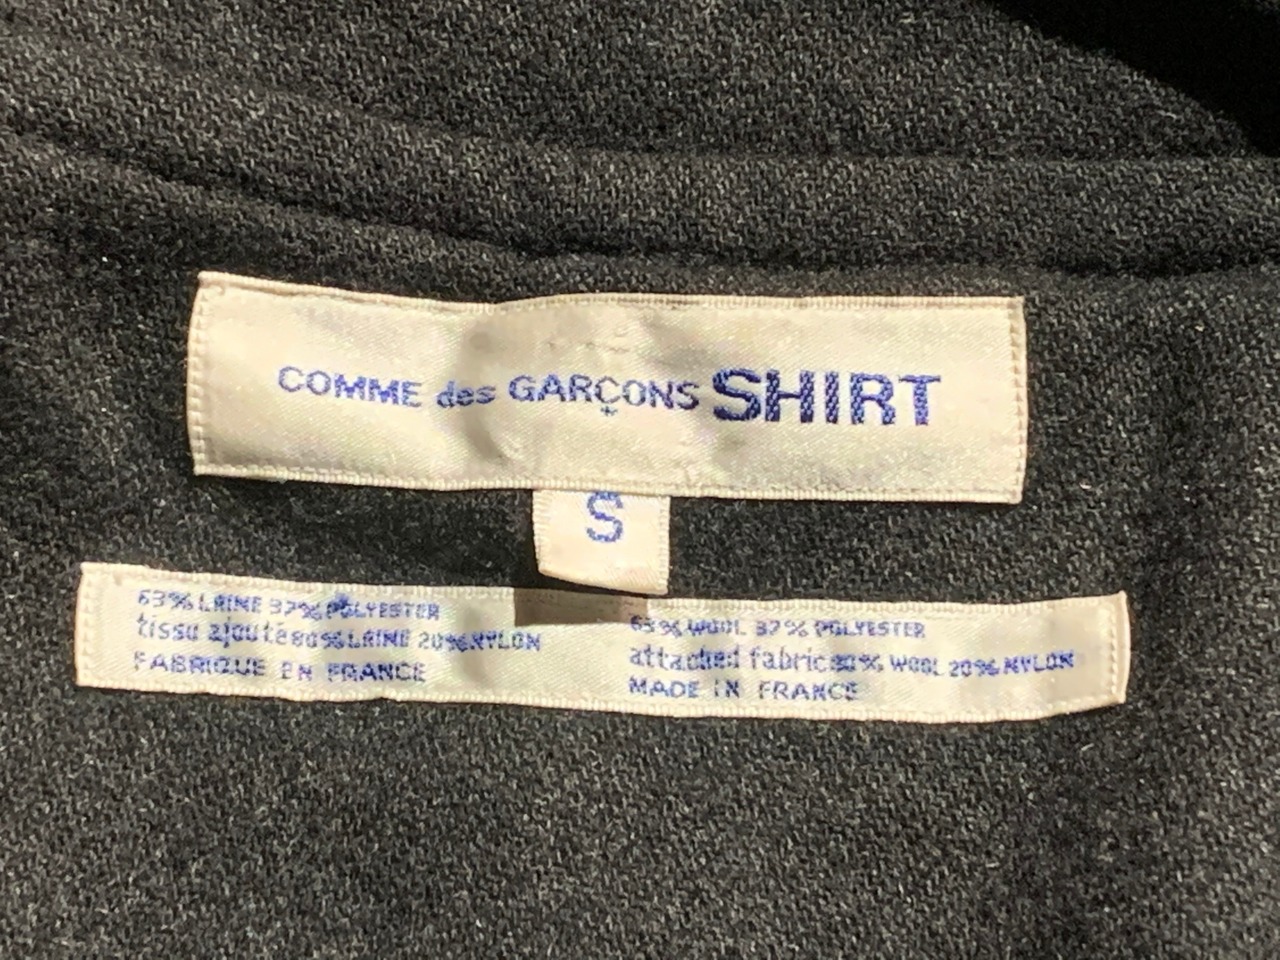 COMME des GARÇONS SHIRT
S
63% LAINE 37% POLYESTER
tissu ajouté 80% LAINE 20% NYLON
FABRIQUE EN FRANCE
63% WOOL 37% POLYESTER
attached fabric 80% WOOL 20% NYLON
MADE IN FRANCE